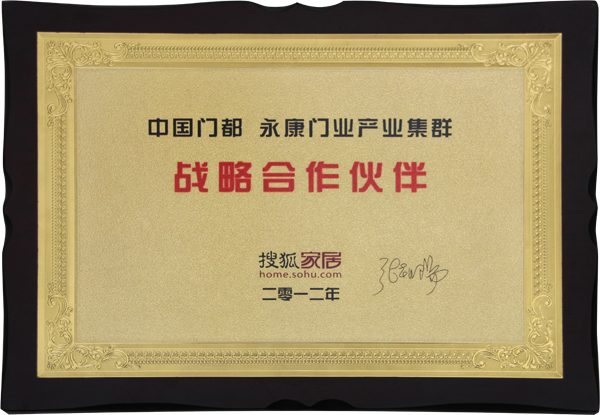 中国门都 永康门业产业集群
战略合作伙伴
搜狐家居
home.sohu.com
二零一二年